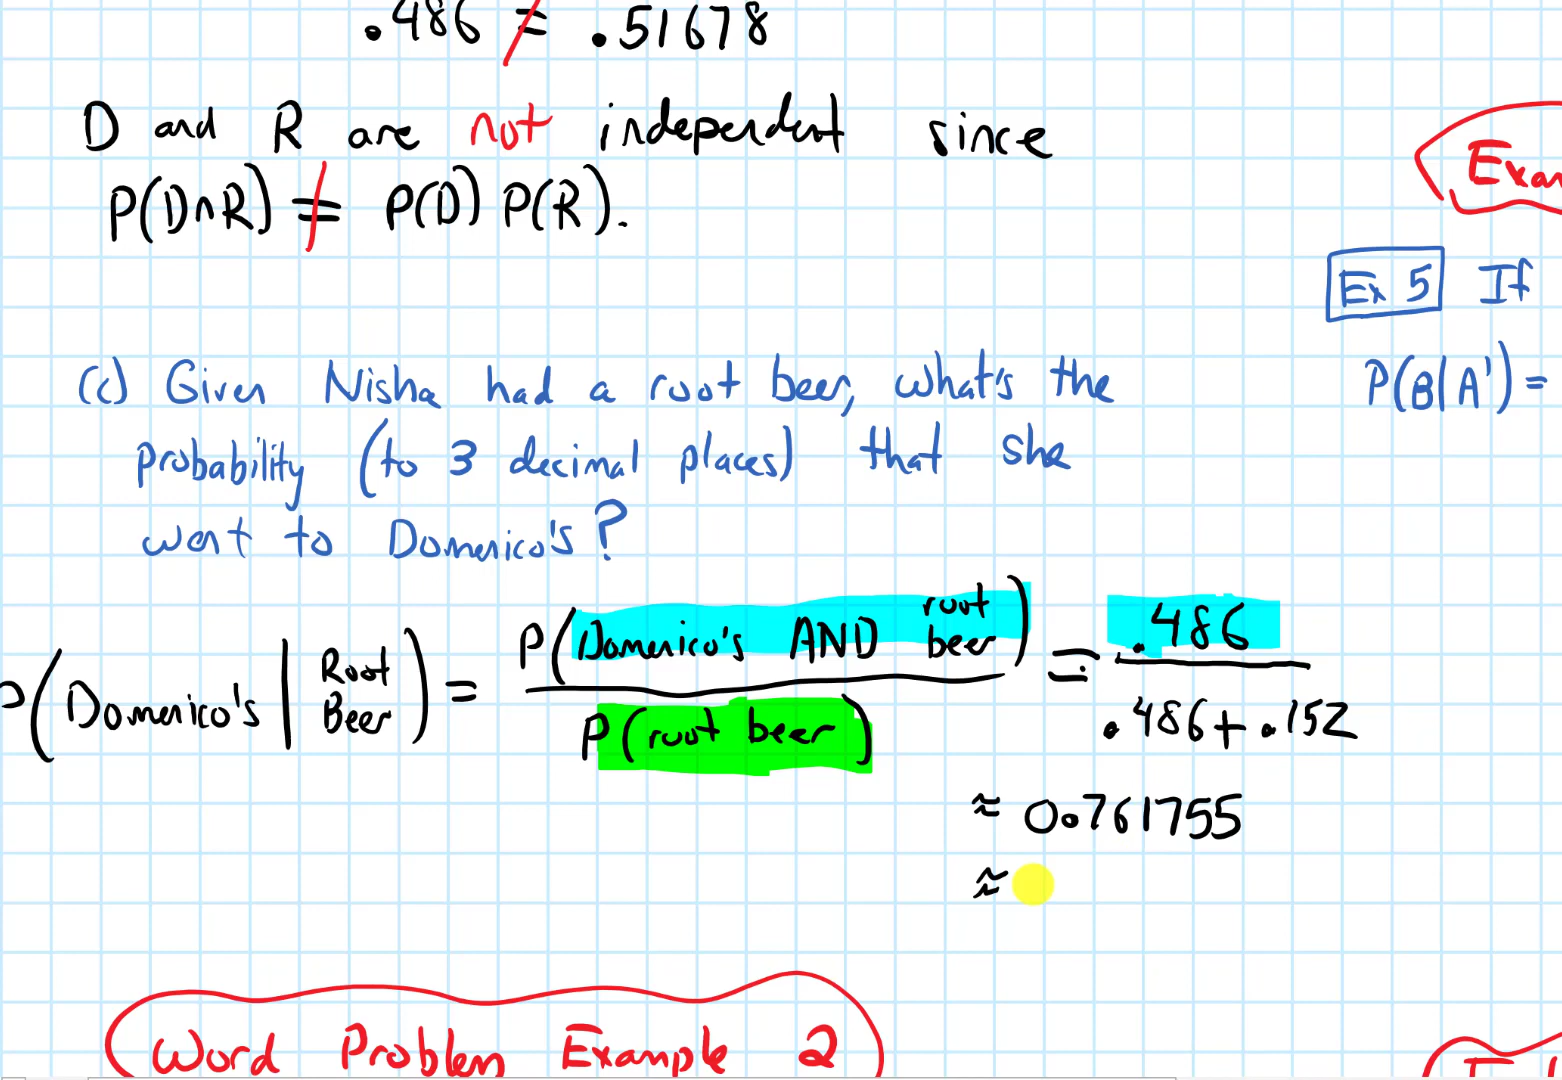 .486 ≠ .51678
D and R are not independent since
P(D∩R) ≠ P(D) P(R).
(c) Given Nisha had a root beer, what's the
probability (to 3 decimal places) that she
went to Domenico's?
P(Domenico's | Root Beer) = P(Domenico's AND root beer) / P(root beer) = .486 / .486+.152
≈ 0.761755
≈
Word Problem Example 2
Ex 5 If
P(B|A') =